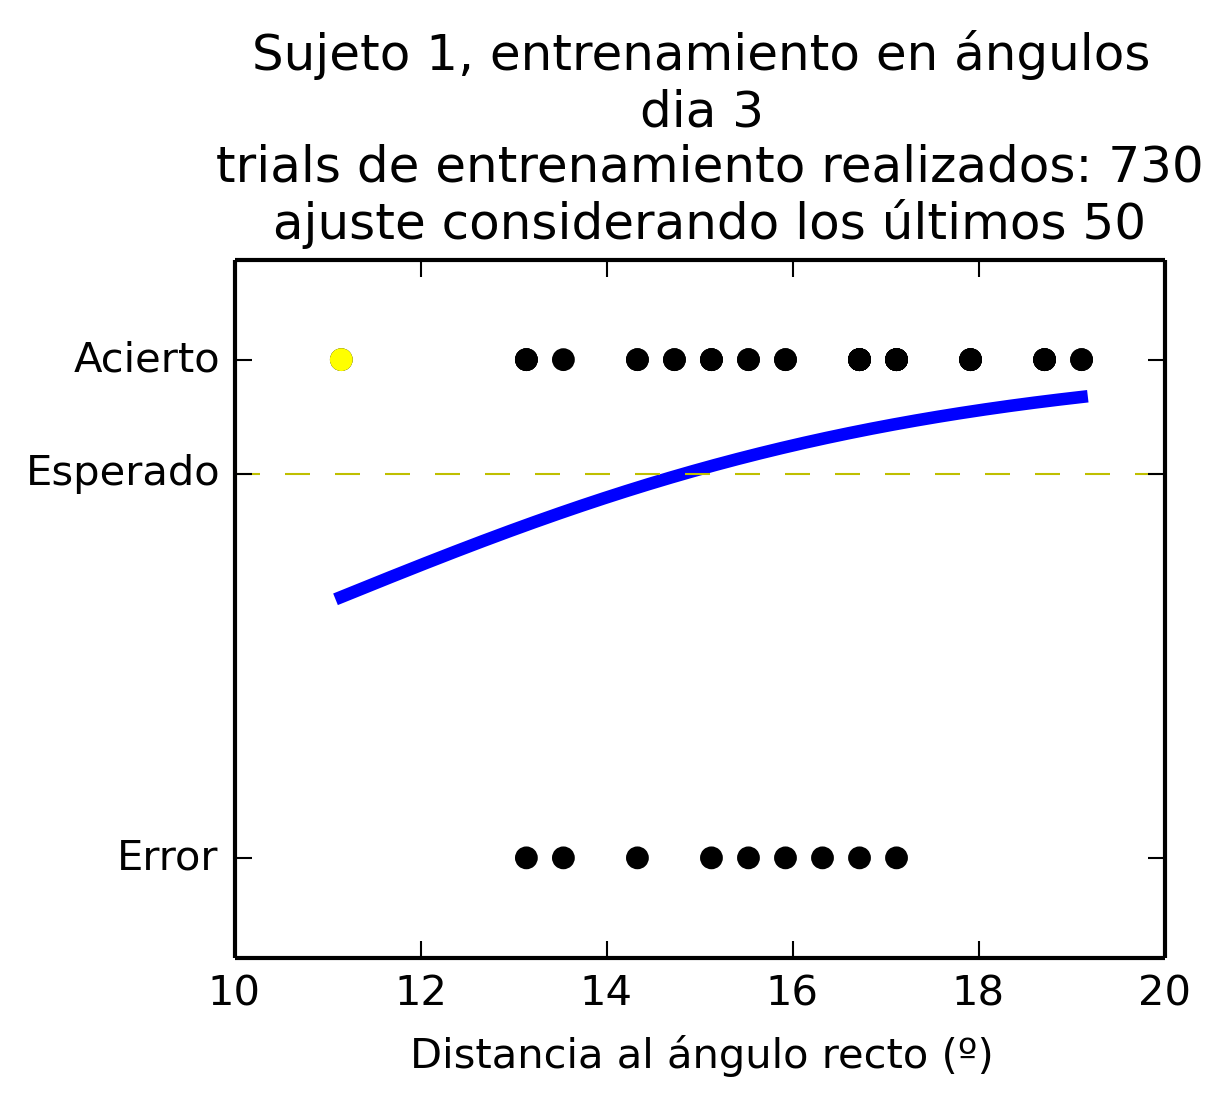 Sujeto 1, entrenamiento en ángulos
dia 3
trials de entrenamiento realizados: 730
ajuste considerando los últimos 50
Acierto
Esperado
Error
10 12 14 16 18 20
Distancia al ángulo recto (º)